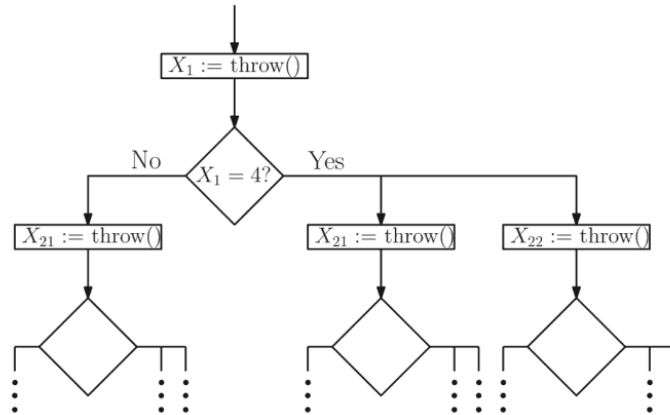 X₁ := throw()
No
X₁ = 4?
Yes
X₂₁ := throw()
X₂₁ := throw()
X₂₂ := throw()